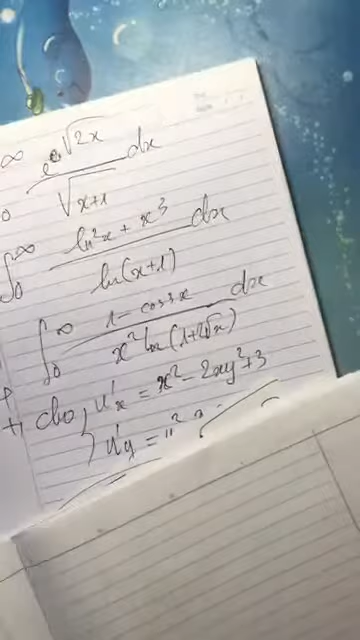 ∫₀^∞ e^√2x / √x+1 dx
∫₀^∞ ln²x + x³ / ln(x+1) dx
∫₀^∞ 1 - cos3x / x² ln(1+2√x) dx
cho, u'x = x² - 2xy² + 3
u'y =